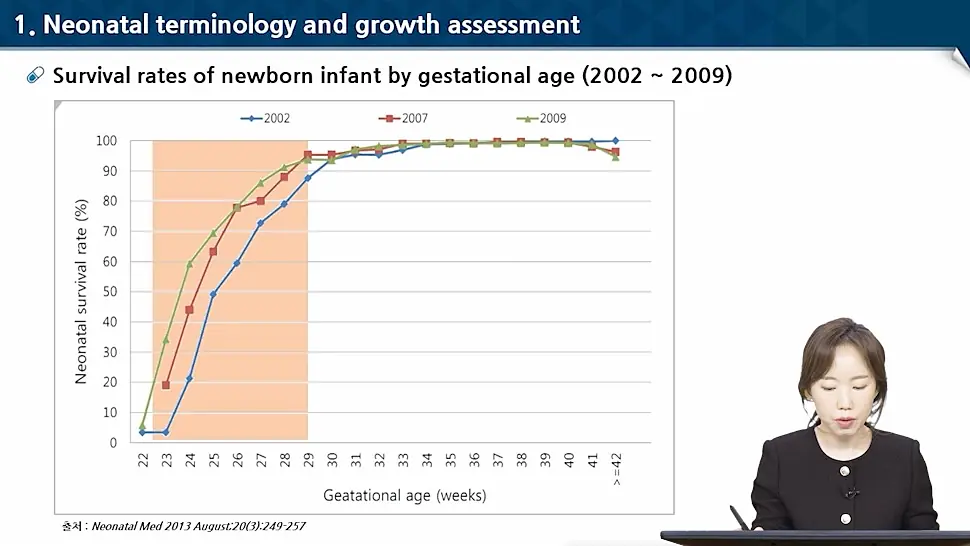 1. Neonatal terminology and growth assessment
Survival rates of newborn infant by gestational age (2002 ~ 2009)
2002 2007 2009
100
90
80
70
60
50
40
30
20
10
0
Neonatal survival rate (%)
22 23 24 25 26 27 28 29 30 31 32 33 34 35 36 37 38 39 40 41 >=42
Geatational age (weeks)
출처 : Neonatal Med 2013 August:20(3):249-257